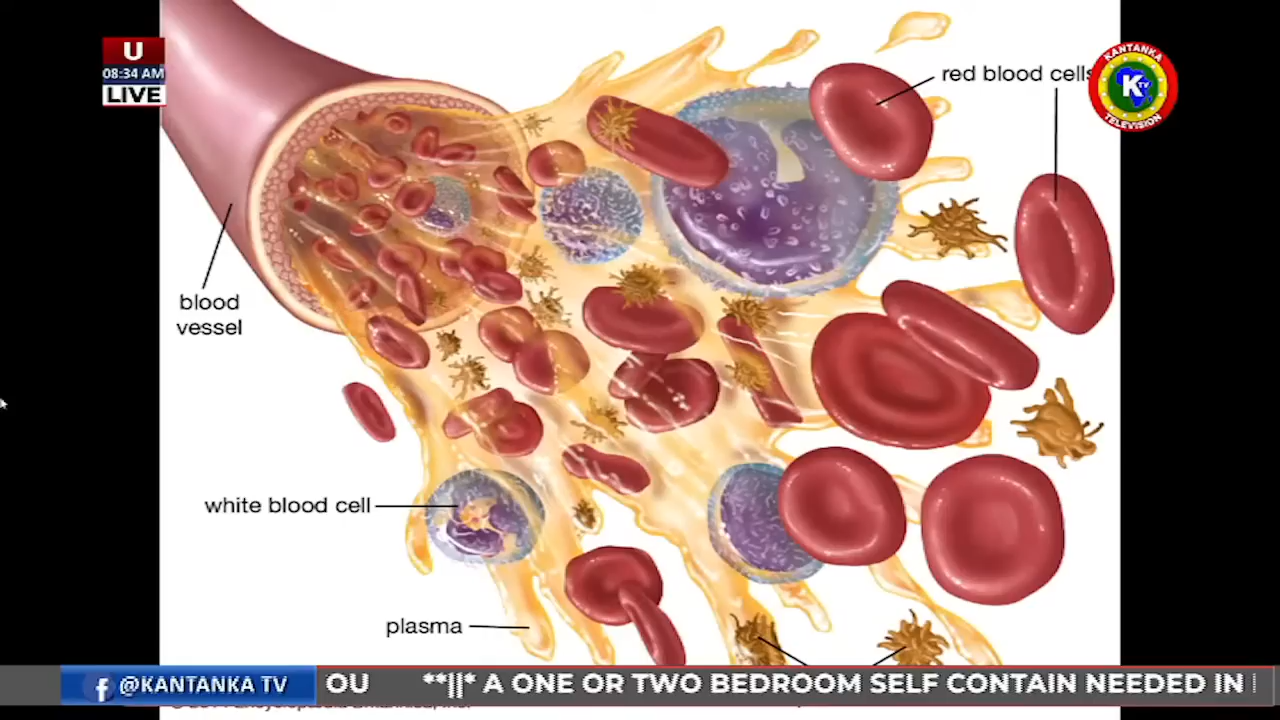 U
08:34 AM
LIVE
red blood cells
KANTANKA
K TV
TELEVISION
blood
vessel
white blood cell
plasma
@KANTANKA TV
OU **||* A ONE OR TWO BEDROOM SELF CONTAIN NEEDED IN